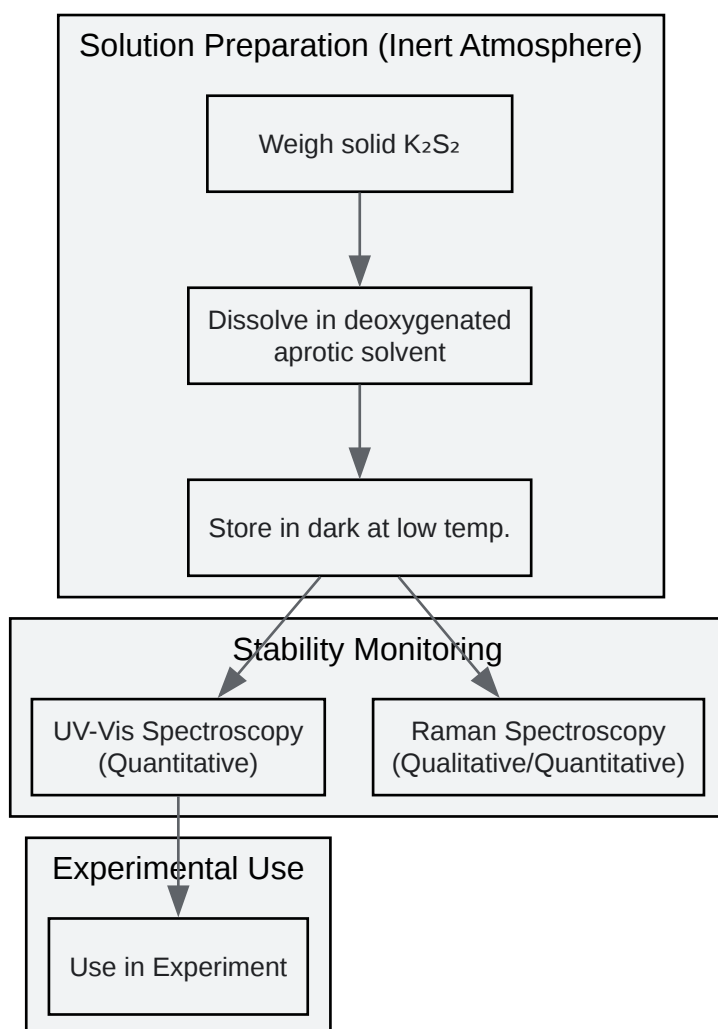 Solution Preparation (Inert Atmosphere)
Weigh solid K₂S₂
Dissolve in deoxygenated
aprotic solvent
Store in dark at low temp.
Stability Monitoring
UV-Vis Spectroscopy
(Quantitative)
Raman Spectroscopy
(Qualitative/Quantitative)
Experimental Use
Use in Experiment